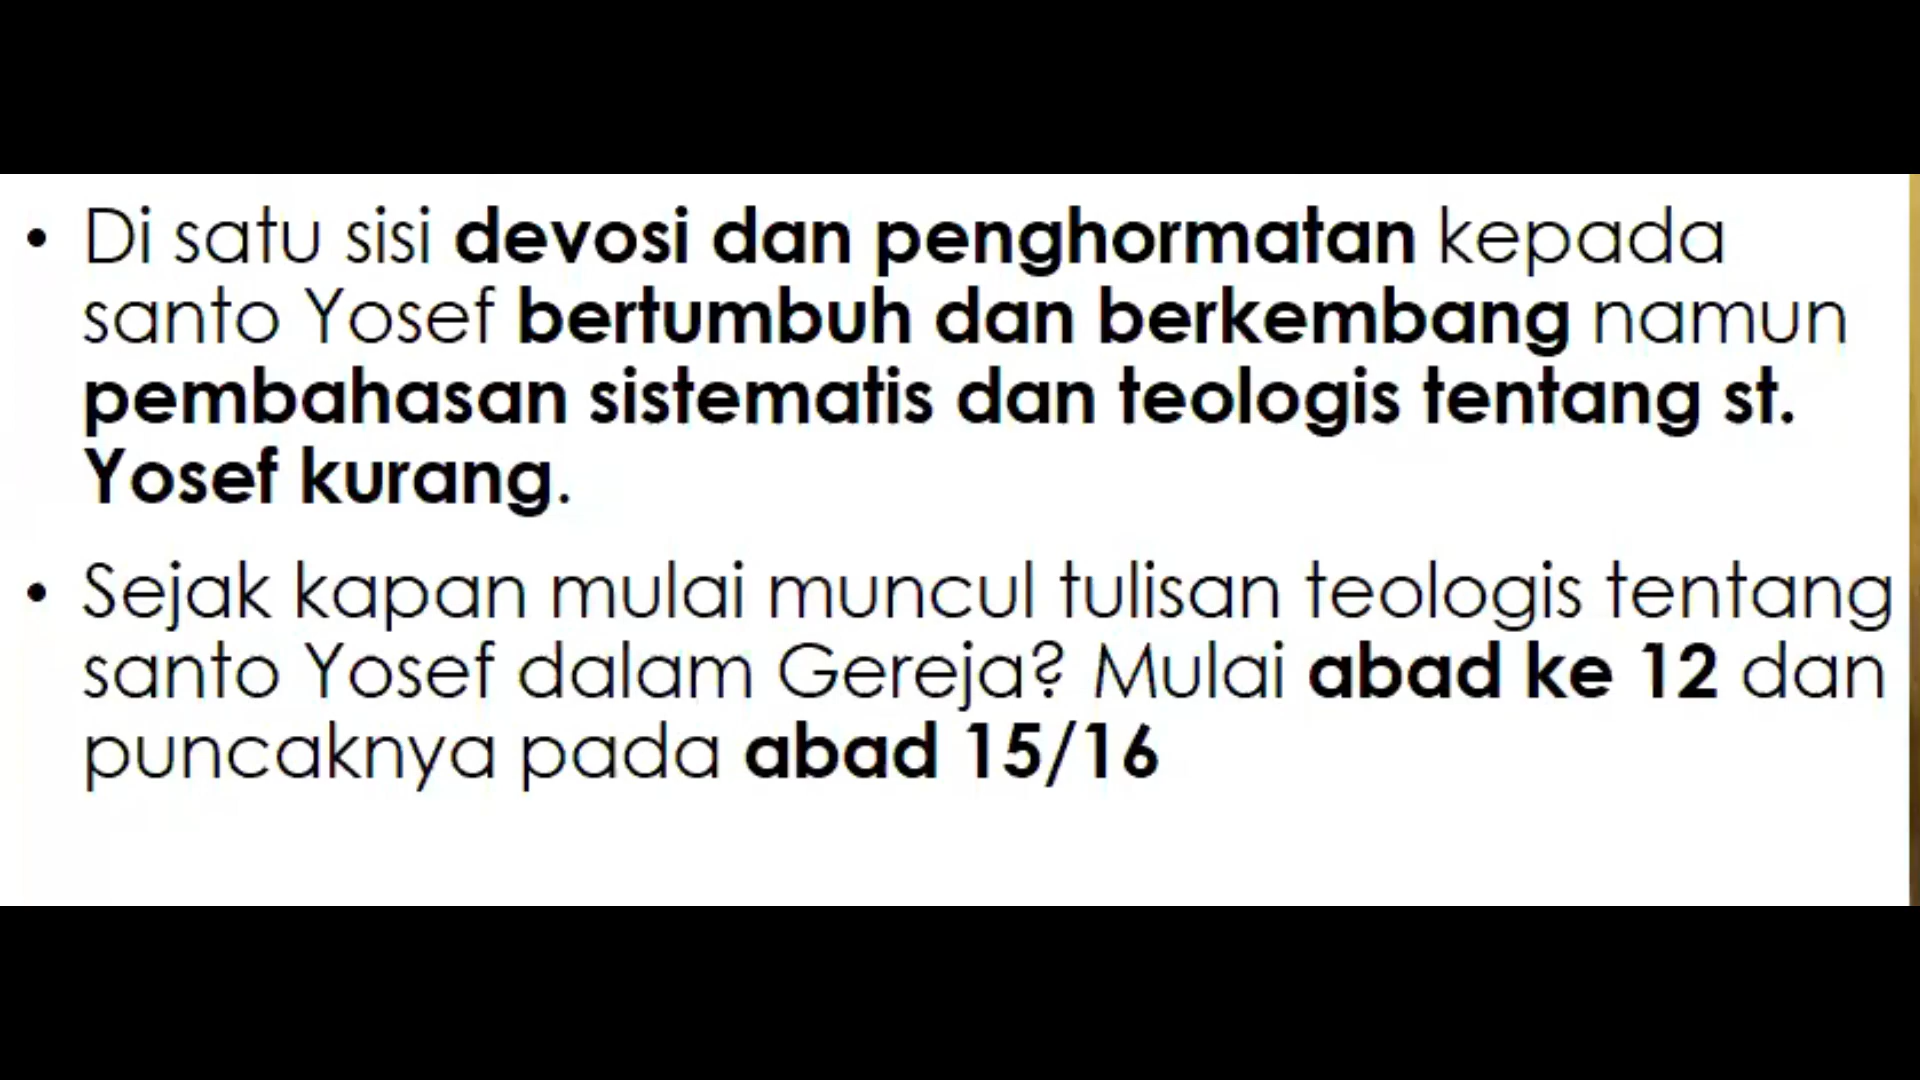 • Di satu sisi devosi dan penghormatan kepada
santo Yosef bertumbuh dan berkembang namun
pembahasan sistematis dan teologis tentang st.
Yosef kurang.
• Sejak kapan mulai muncul tulisan teologis tentang
santo Yosef dalam Gereja? Mulai abad ke 12 dan
puncaknya pada abad 15/16